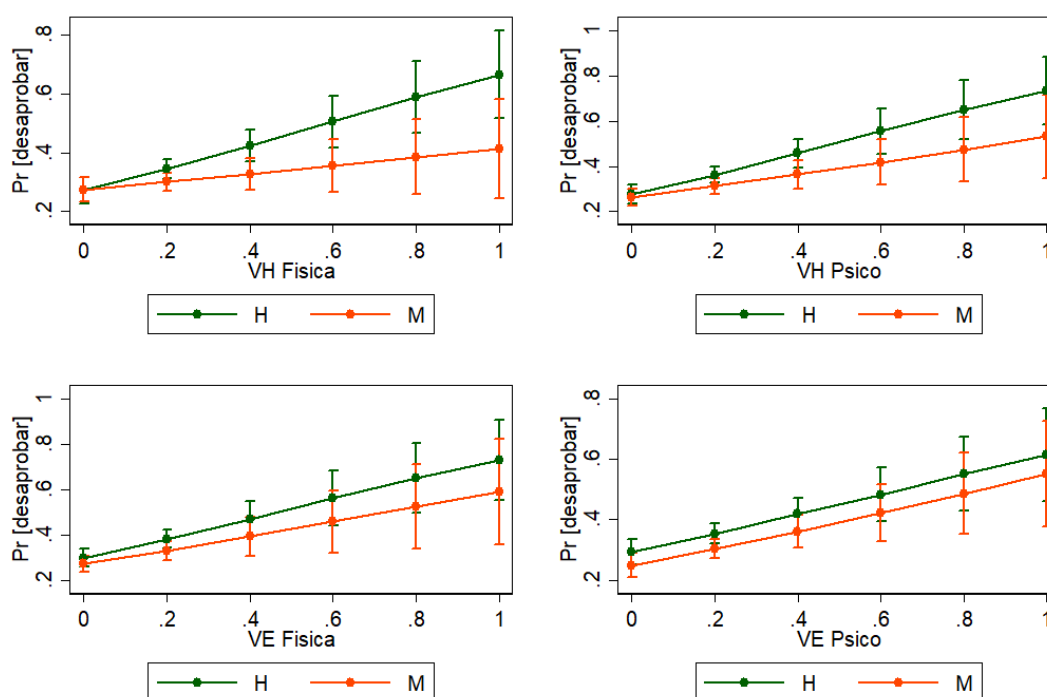 Pr [desaprobar]
.8
.6
.4
.2
0 .2 .4 .6 .8 1
VH Fisica
H M
Pr [desaprobar]
1
.8
.6
.4
.2
0 .2 .4 .6 .8 1
VH Psico
H M
Pr [desaprobar]
1
.8
.6
.4
.2
0 .2 .4 .6 .8 1
VE Fisica
H M
Pr [desaprobar]
.8
.6
.4
.2
0 .2 .4 .6 .8 1
VE Psico
H M